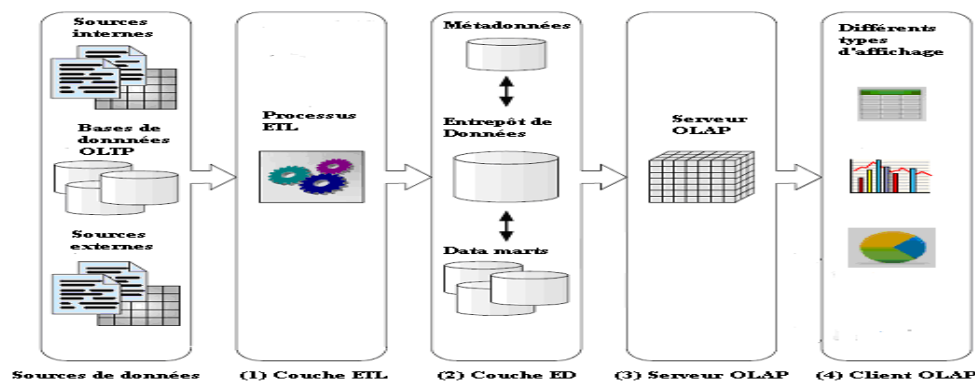 Sources
internes
Bases de
donnnées
OLTP
Sources
externes
Sources de données
Processus
ETL
(1) Couche ETL
Métadonnées
Entrepôt de
Données
Data marts
(2) Couche ED
Serveur
OLAP
(3) Serveur OLAP
Différents
types
d'affichage
(4) Client OLAP